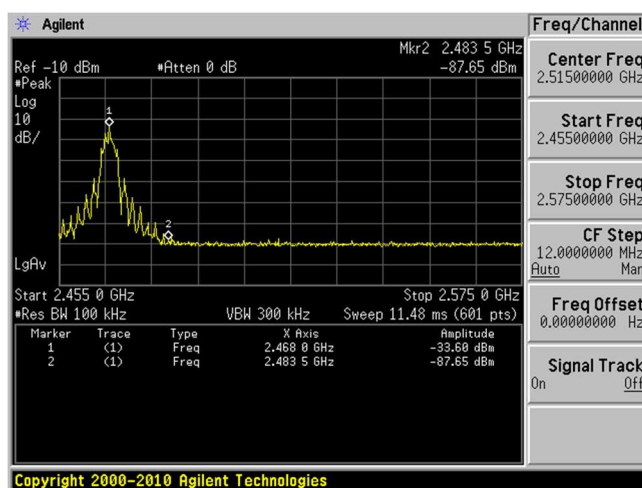 Agilent
Freq/Channel
Mkr2 2.483 5 GHz
Ref -10 dBm #Atten 0 dB -87.65 dBm
#Peak
Log
10
dB/
1
2
LgAv
Start 2.455 0 GHz Stop 2.575 0 GHz
#Res BW 100 kHz VBW 300 kHz Sweep 11.48 ms (601 pts)
Marker Trace Type X Axis Amplitude
1 (1) Freq 2.468 0 GHz -33.60 dBm
2 (1) Freq 2.483 5 GHz -87.65 dBm
Center Freq
2.51500000 GHz
Start Freq
2.45500000 GHz
Stop Freq
2.57500000 GHz
CF Step
12.0000000 MHz
Auto Man
Freq Offset
0.00000000 Hz
Signal Track
On Off
Copyright 2000-2010 Agilent Technologies